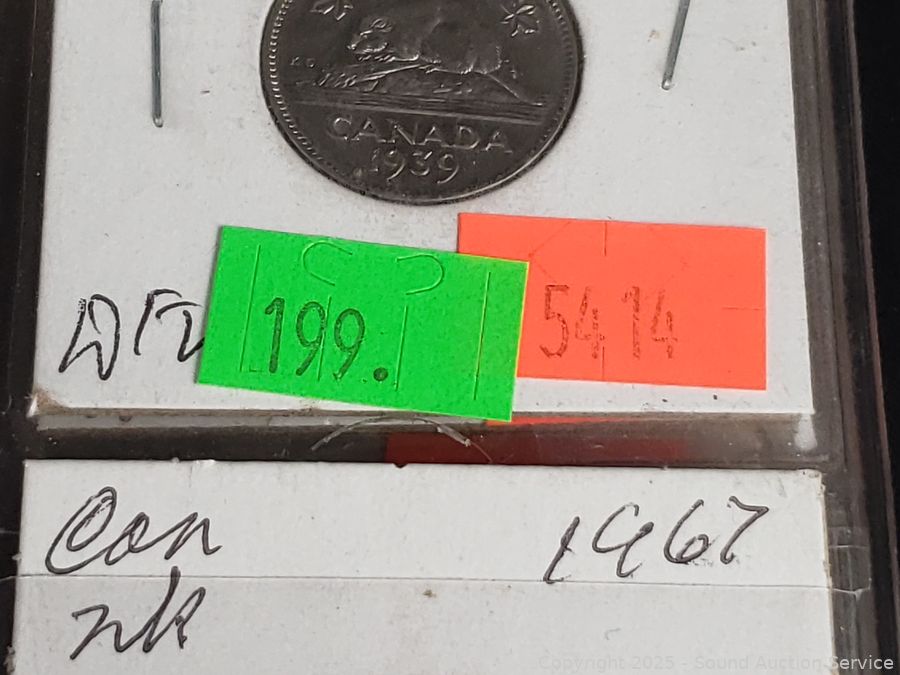 CANADA
1939
199.
5414
Can 1967
nk
Copyright 2025 - Sound Auction Service